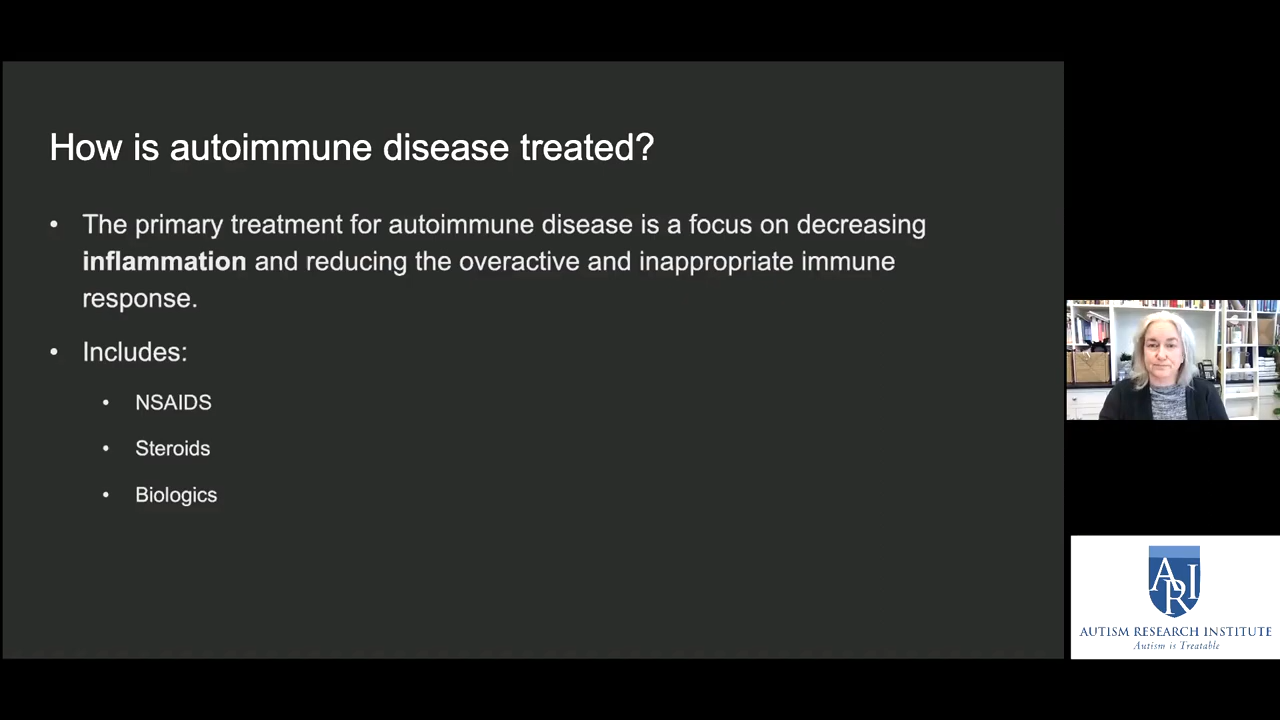 How is autoimmune disease treated?
• The primary treatment for autoimmune disease is a focus on decreasing
inflammation and reducing the overactive and inappropriate immune
response.
• Includes:
• NSAIDS
• Steroids
• Biologics
ARI
AUTISM RESEARCH INSTITUTE
Autism is Treatable